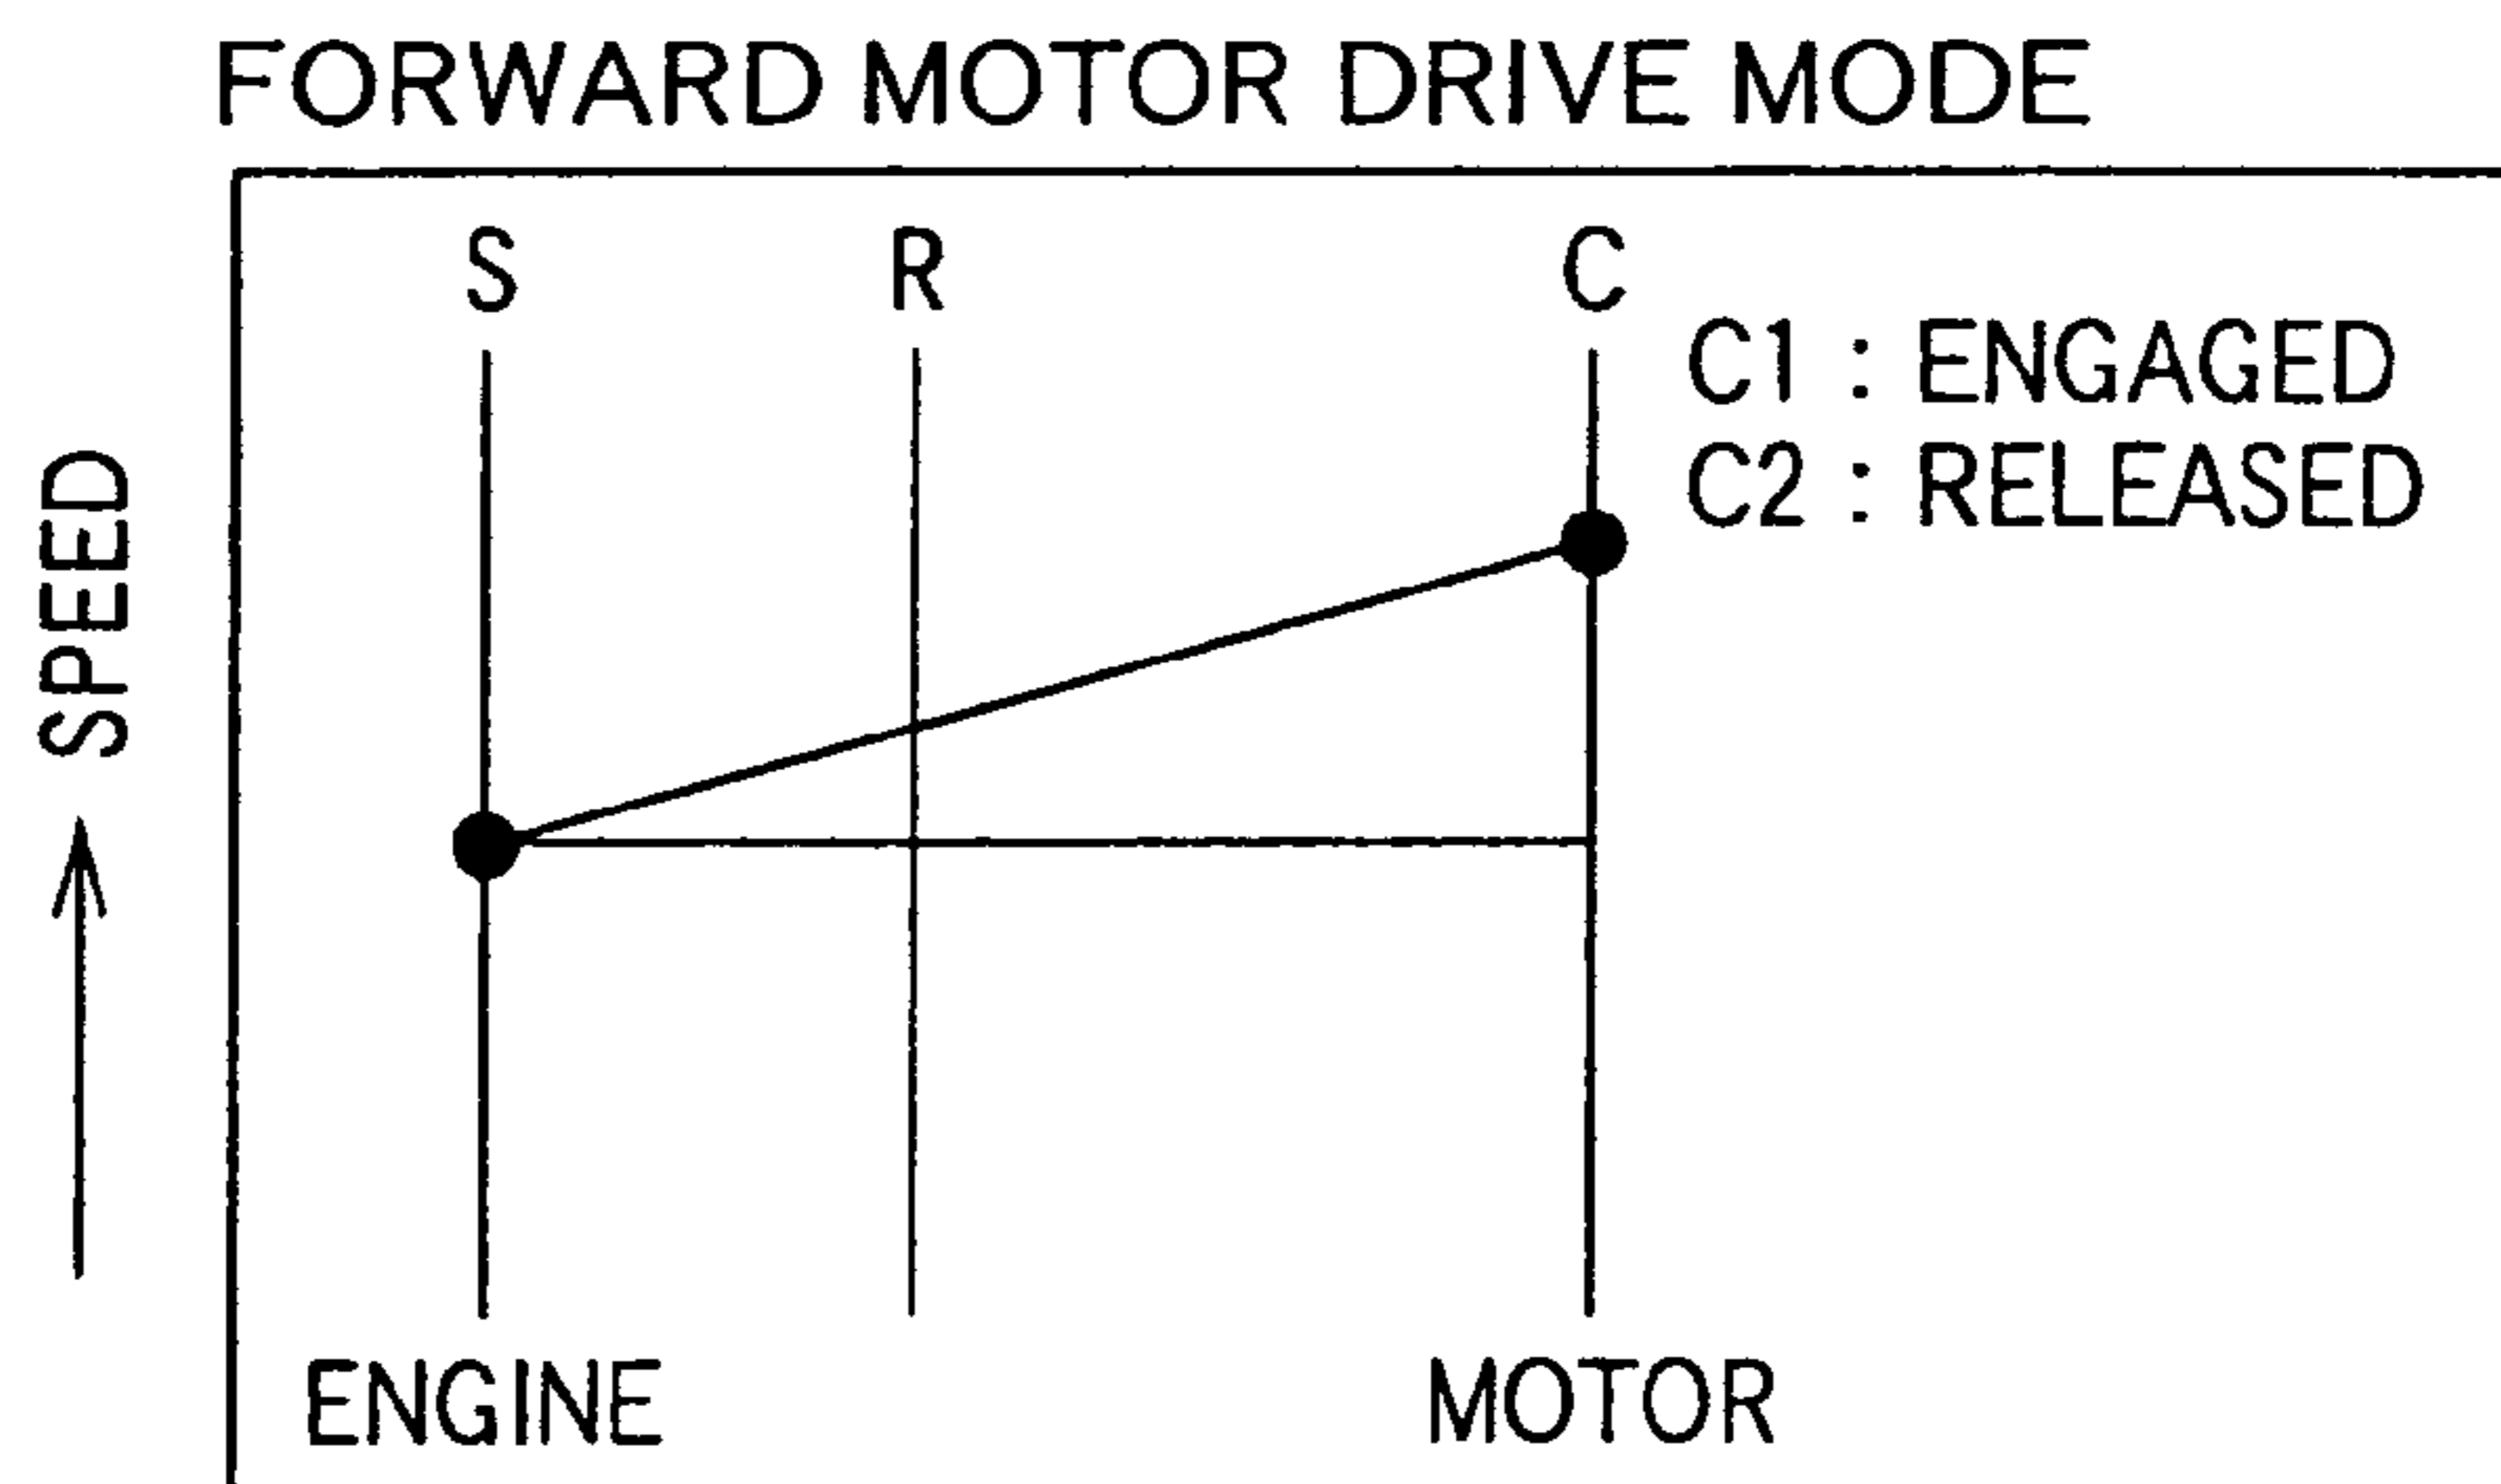 FORWARD MOTOR DRIVE MODE
S R C
C1 : ENGAGED
C2 : RELEASED
SPEED
ENGINE MOTOR